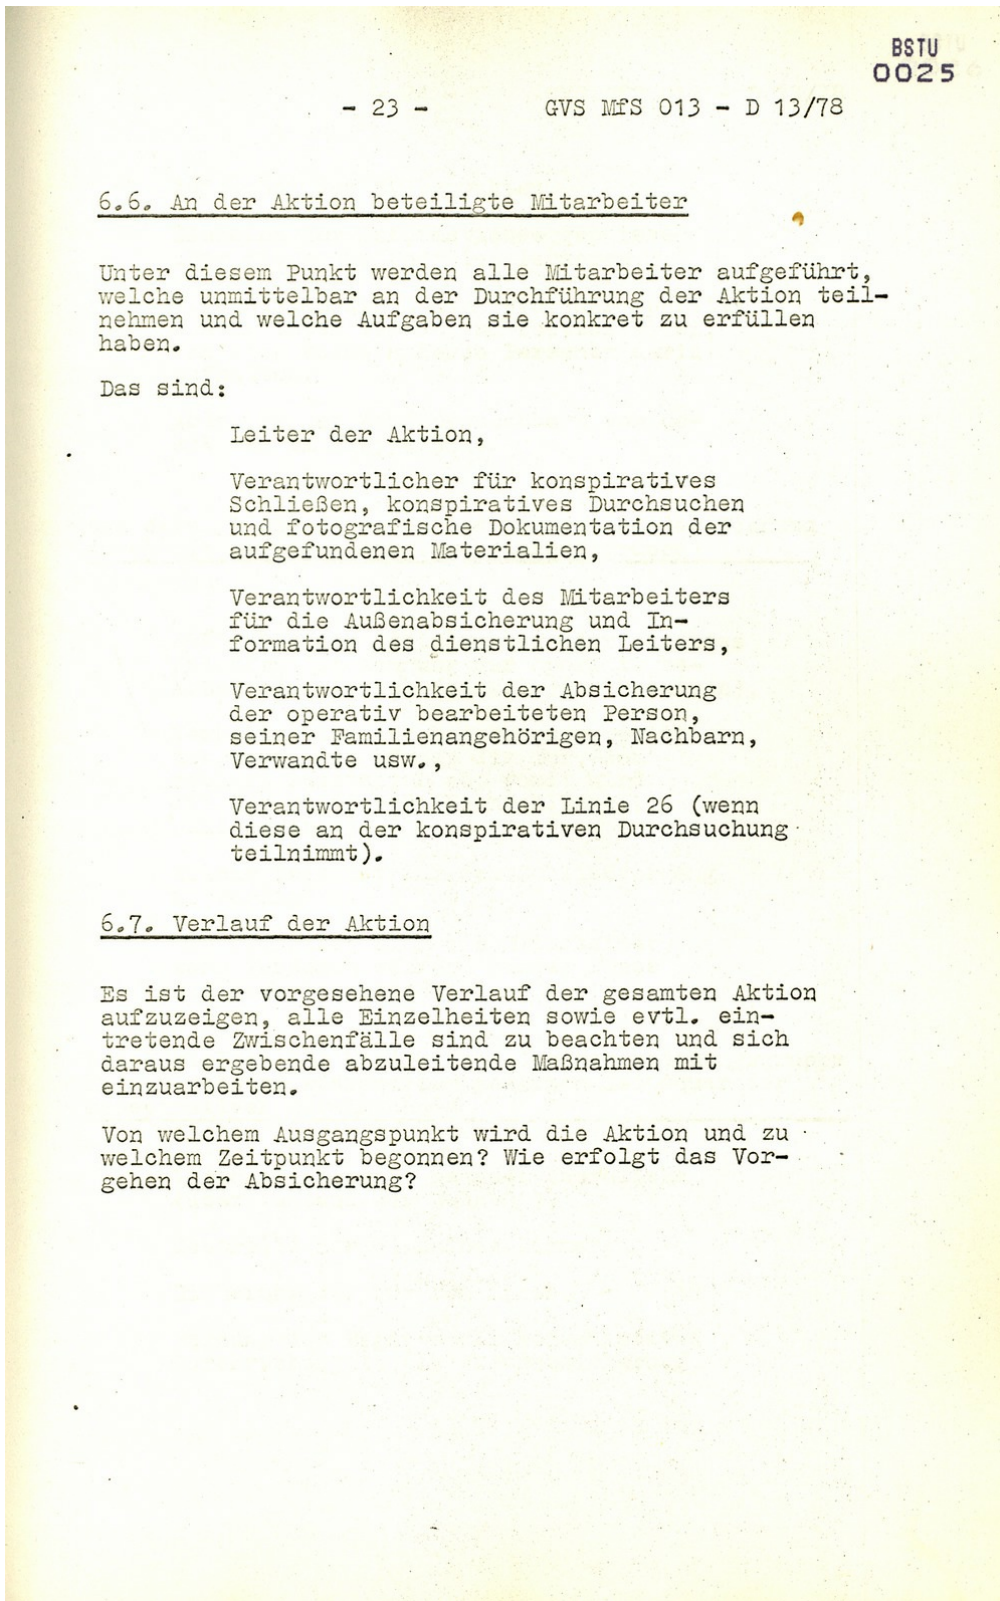 BSTU
0025
- 23 - GVS MfS 013 - D 13/78
6.6. An der Aktion beteiligte Mitarbeiter
Unter diesem Punkt werden alle Mitarbeiter aufgeführt,
welche unmittelbar an der Durchführung der Aktion teil-
nehmen und welche Aufgaben sie konkret zu erfüllen
haben.
Das sind:
Leiter der Aktion,
Verantwortlicher für konspiratives
Schließen, konspiratives Durchsuchen
und fotografische Dokumentation der
aufgefundenen Materialien,
Verantwortlichkeit des Mitarbeiters
für die Außenabsicherung und In-
formation des dienstlichen Leiters,
Verantwortlichkeit der Absicherung
der operativ bearbeiteten Person,
seiner Familienangehörigen, Nachbarn,
Verwandte usw.,
Verantwortlichkeit der Linie 26 (wenn
diese an der konspirativen Durchsuchung
teilnimmt).
6.7. Verlauf der Aktion
Es ist der vorgesehene Verlauf der gesamten Aktion
aufzuzeigen, alle Einzelheiten sowie evtl. ein-
tretende Zwischenfälle sind zu beachten und sich
daraus ergebende abzuleitende Maßnahmen mit
einzuarbeiten.
Von welchem Ausgangspunkt wird die Aktion und zu
welchem Zeitpunkt begonnen? Wie erfolgt das Vor-
gehen der Absicherung?